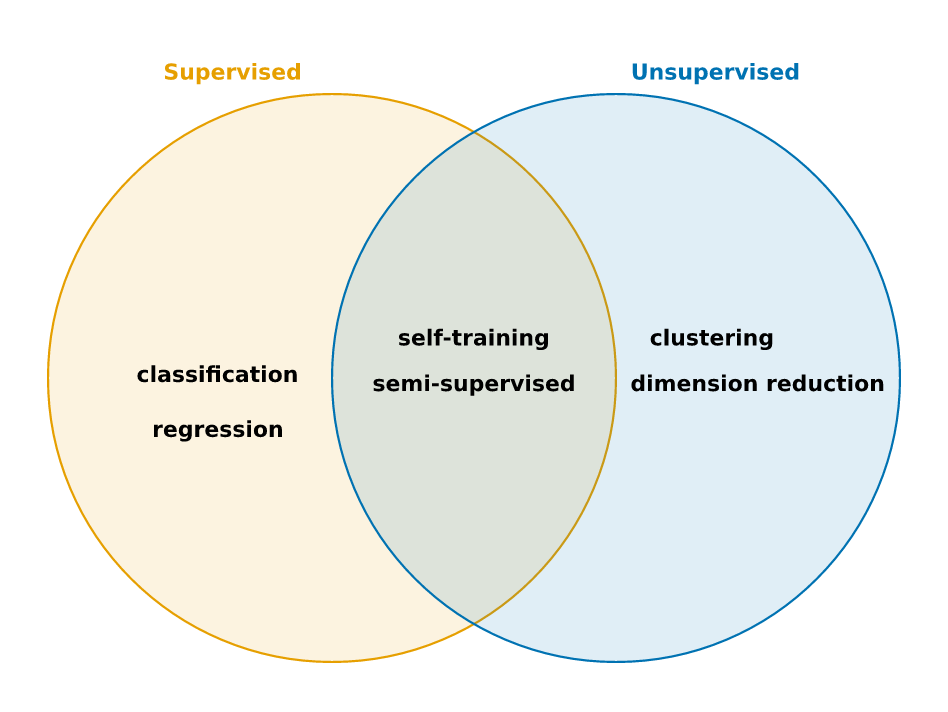 Supervised
Unsupervised
classification
regression
self-training
semi-supervised
clustering
dimension reduction